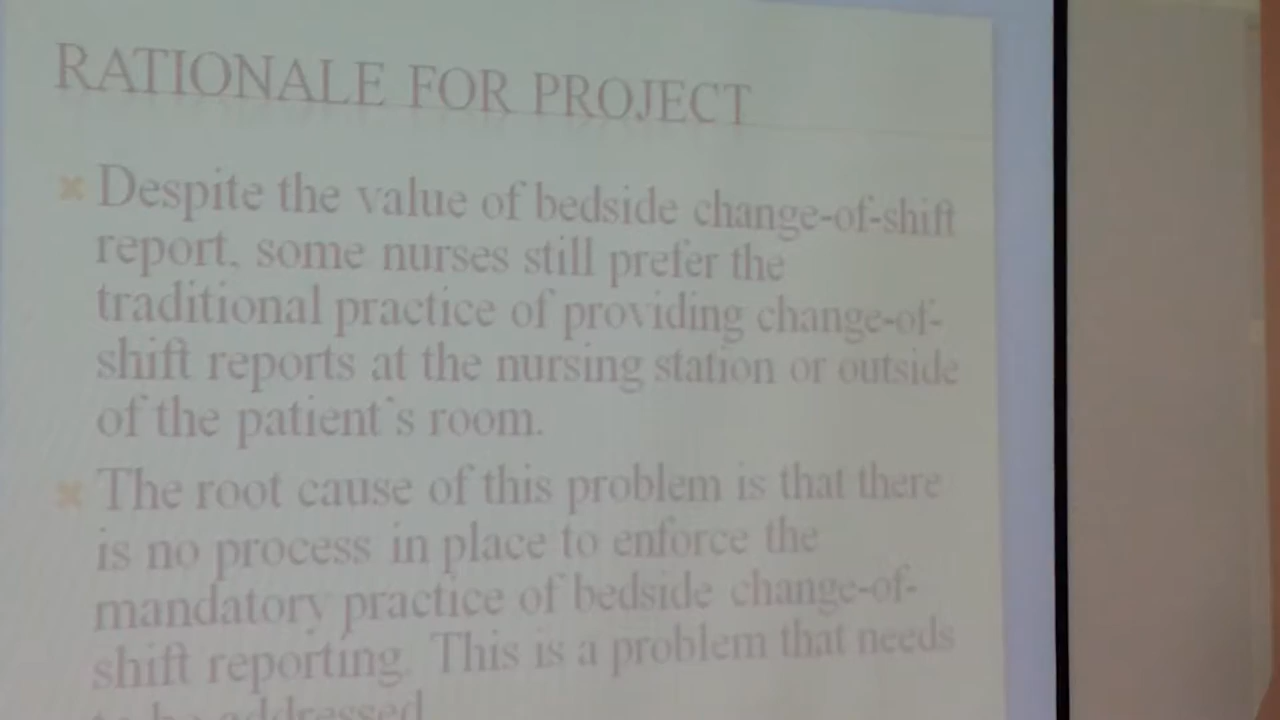 RATIONALE FOR PROJECT
Despite the value of bedside change-of-shift
report, some nurses still prefer the
traditional practice of providing change-of-
shift reports at the nursing station or outside
of the patient's room.
The root cause of this problem is that there
is no process in place to enforce the
mandatory practice of bedside change-of-
shift reporting. This is a problem that needs
to be addressed